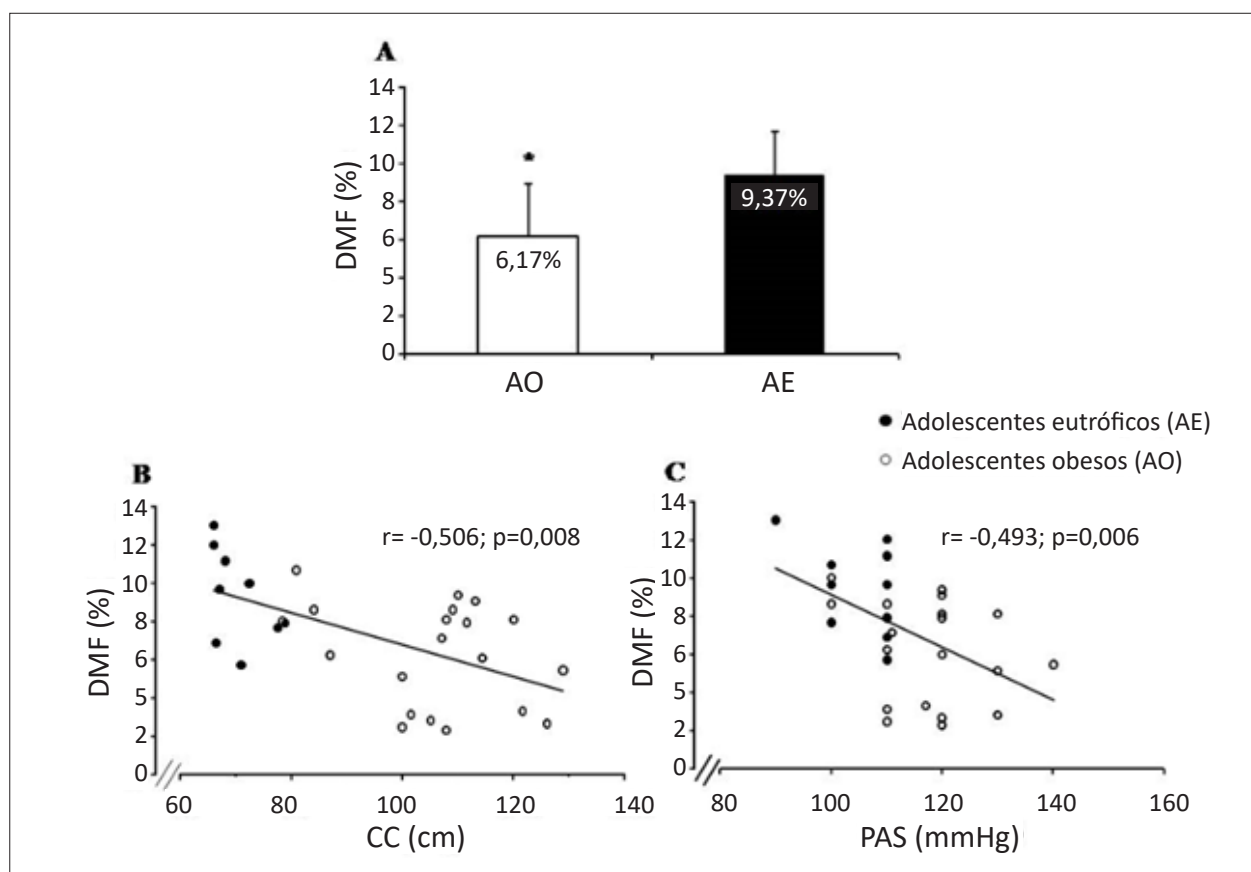 A
14
12
10
8
6
5
2
0
DMF (%)
*
6,17%
9,37%
AO
AE
● Adolescentes eutróficos (AE)
○ Adolescentes obesos (AO)
B
14
12
10
8
6
5
2
0
DMF (%)
r= -0,506; p=0,008
60 80 100 120 140
CC (cm)
C
14
12
10
8
6
5
2
0
DMF (%)
r= -0,493; p=0,006
80 100 120 140 160
PAS (mmHg)